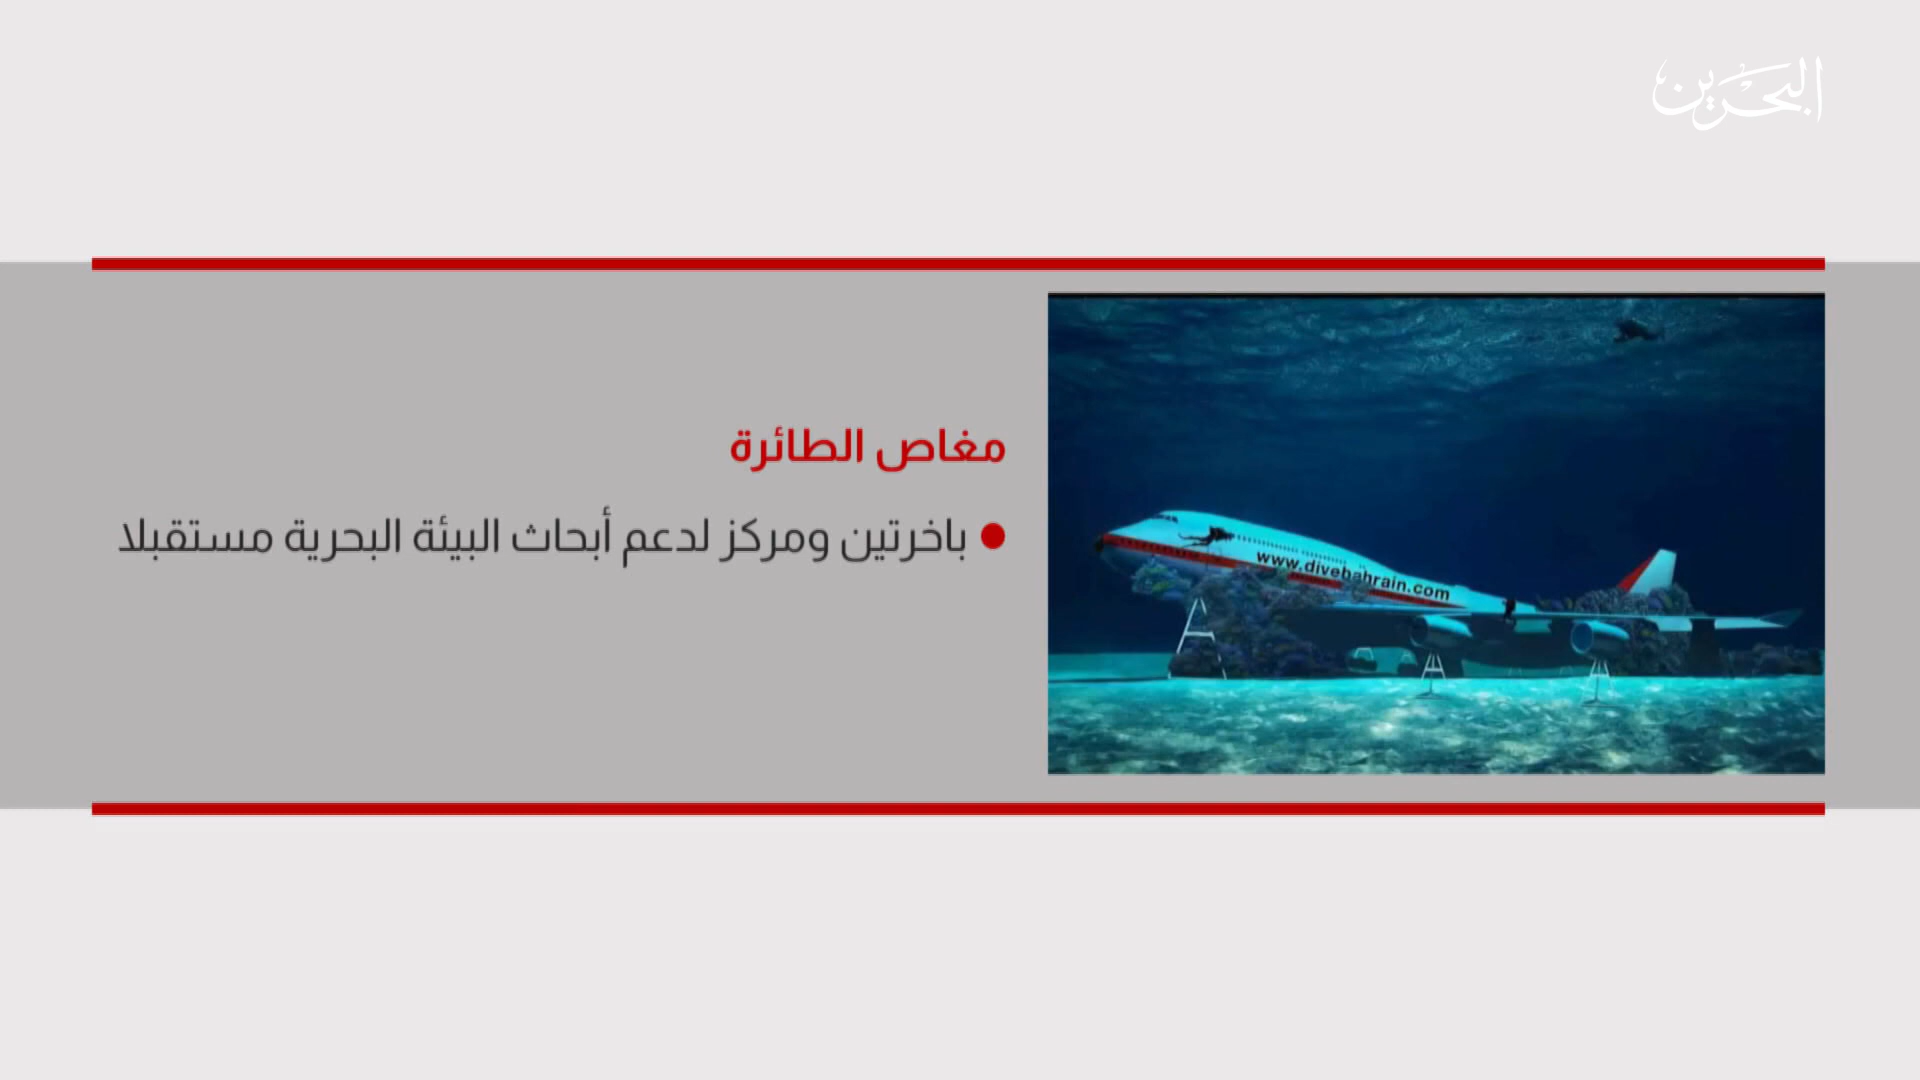 البحرين
مغاص الطائرة
باخرتين ومركز لدعم أبحاث البيئة البحرية مستقبلا
www.divebahrain.com